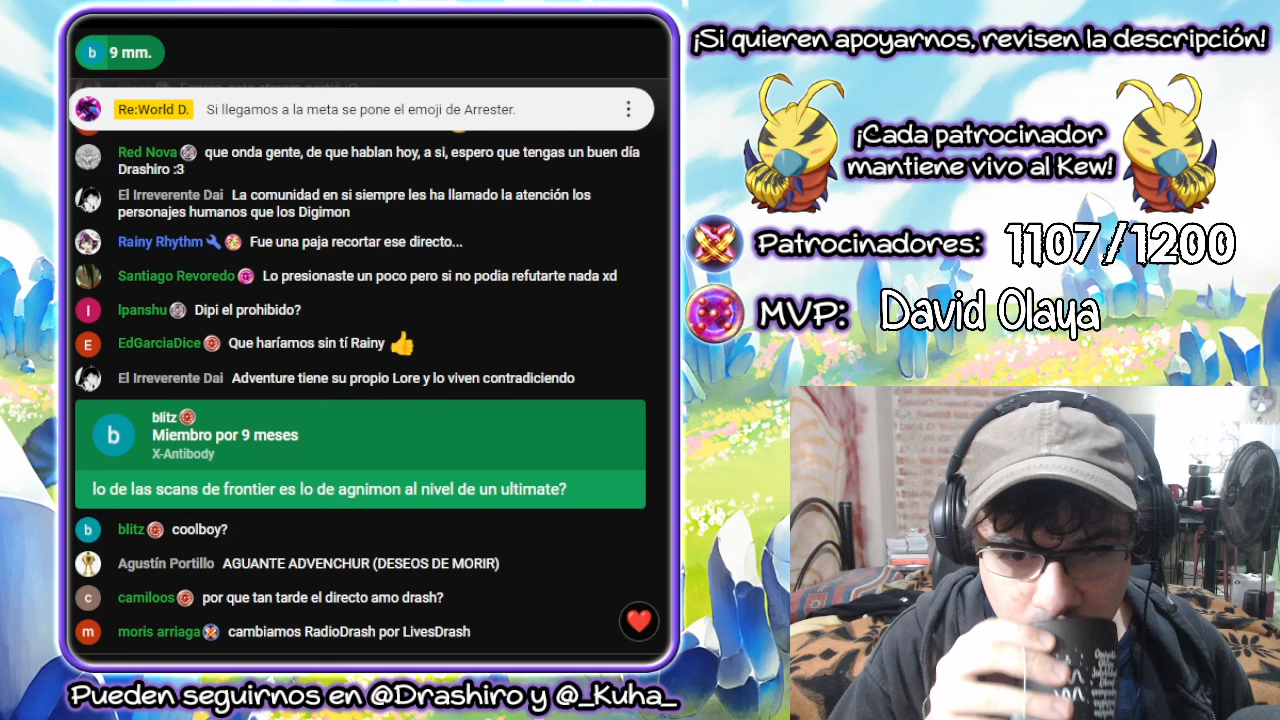 b 9 mm.
Re:World D. Si llegamos a la meta se pone el emoji de Arrester.
Red Nova que onda gente, de que hablan hoy, a si, espero que tengas un buen día
Drashiro :3
El Irreverente Dai La comunidad en si siempre les ha llamado la atención los
personajes humanos que los Digimon
Rainy Rhythm Fue una paja recortar ese directo...
Santiago Revoredo Lo presionaste un poco pero si no podia refutarte nada xd
I Ipanshu Dipi el prohibido?
E EdGarciaDice Que haríamos sin tí Rainy 👍
El Irreverente Dai Adventure tiene su propio Lore y lo viven contradiciendo
blitz
b Miembro por 9 meses
X-Antibody
lo de las scans de frontier es lo de agnimon al nivel de un ultimate?
b blitz coolboy?
Agustín Portillo AGUANTE ADVENCHUR (DESEOS DE MORIR)
c camiloos por que tan tarde el directo amo drash?
m moris arriaga cambiamos RadioDrash por LivesDrash
Pueden seguirnos en @Drashiro y @_Kuha_
¡Si quieren apoyarnos, revisen la descripción!
¡Cada patrocinador
mantiene vivo al Kew!
Patrocinadores: 1107/1200
MVP: David Olaya